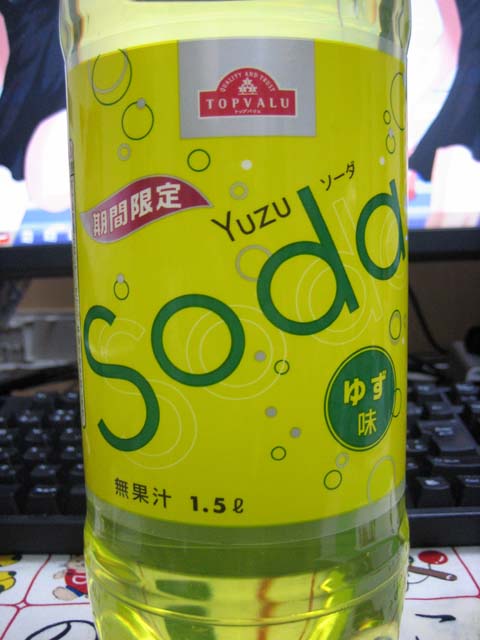 QUALITY AND TRUST
TOPVALU
トップバリュ
期間限定
Yuzu
ソーダ
Soda
ゆず
味
無果汁 1.5ℓ